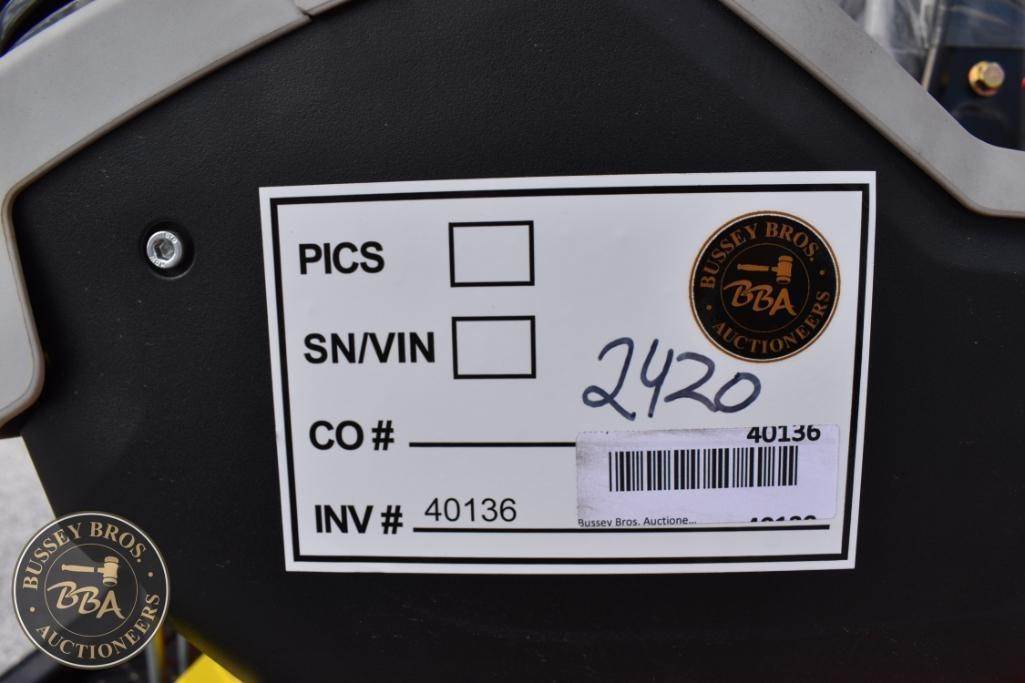 PICS
BUSSEY BROS.
BBA
AUCTIONEERS
SN/VIN
2420
CO #
40136
INV # 40136
Bussey Bros. Auctione...
BUSSEY BROS.
BBA
AUCTIONEERS